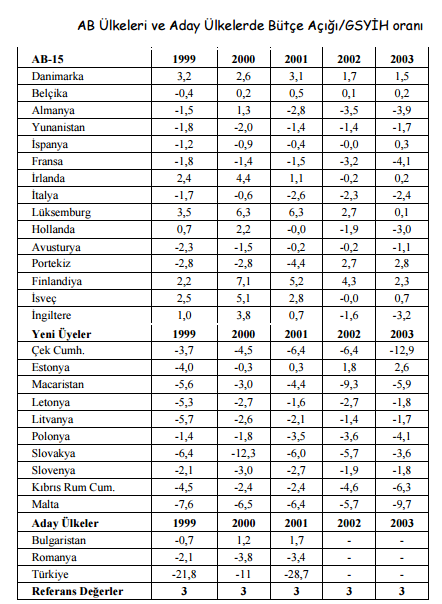 AB Ülkeleri ve Aday Ülkelerde Bütçe Açığı/GSYİH oranı
AB-15 1999 2000 2001 2002 2003
Danimarka 3,2 2,6 3,1 1,7 1,5
Belçika -0,4 0,2 0,5 0,1 0,2
Almanya -1,5 1,3 -2,8 -3,5 -3,9
Yunanistan -1,8 -2,0 -1,4 -1,4 -1,7
İspanya -1,2 -0,9 -0,4 -0,0 0,3
Fransa -1,8 -1,4 -1,5 -3,2 -4,1
İrlanda 2,4 4,4 1,1 -0,2 0,2
İtalya -1,7 -0,6 -2,6 -2,3 -2,4
Lüksemburg 3,5 6,3 6,3 2,7 0,1
Hollanda 0,7 2,2 -0,0 -1,9 -3,0
Avusturya -2,3 -1,5 -0,2 -0,2 -1,1
Portekiz -2,8 -2,8 -4,4 2,7 2,8
Finlandiya 2,2 7,1 5,2 4,3 2,3
İsveç 2,5 5,1 2,8 -0,0 0,7
İngiltere 1,0 3,8 0,7 -1,6 -3,2
Yeni Üyeler 1999 2000 2001 2002 2003
Çek Cumh. -3,7 -4,5 -6,4 -6,4 -12,9
Estonya -4,0 -0,3 0,3 1,8 2,6
Macaristan -5,6 -3,0 -4,4 -9,3 -5,9
Letonya -5,3 -2,7 -1,6 -2,7 -1,8
Litvanya -5,7 -2,6 -2,1 -1,4 -1,7
Polonya -1,4 -1,8 -3,5 -3,6 -4,1
Slovakya -6,4 -12,3 -6,0 -5,7 -3,6
Slovenya -2,1 -3,0 -2,7 -1,9 -1,8
Kıbrıs Rum Cum. -4,5 -2,4 -2,4 -4,6 -6,3
Malta -7,6 -6,5 -6,4 -5,7 -9,7
Aday Ülkeler 1999 2000 2001 2002 2003
Bulgaristan -0,7 1,2 1,7 - -
Romanya -2,1 -3,8 -3,4 - -
Türkiye -21,8 -11 -28,7 - -
Referans Değerler 3 3 3 3 3